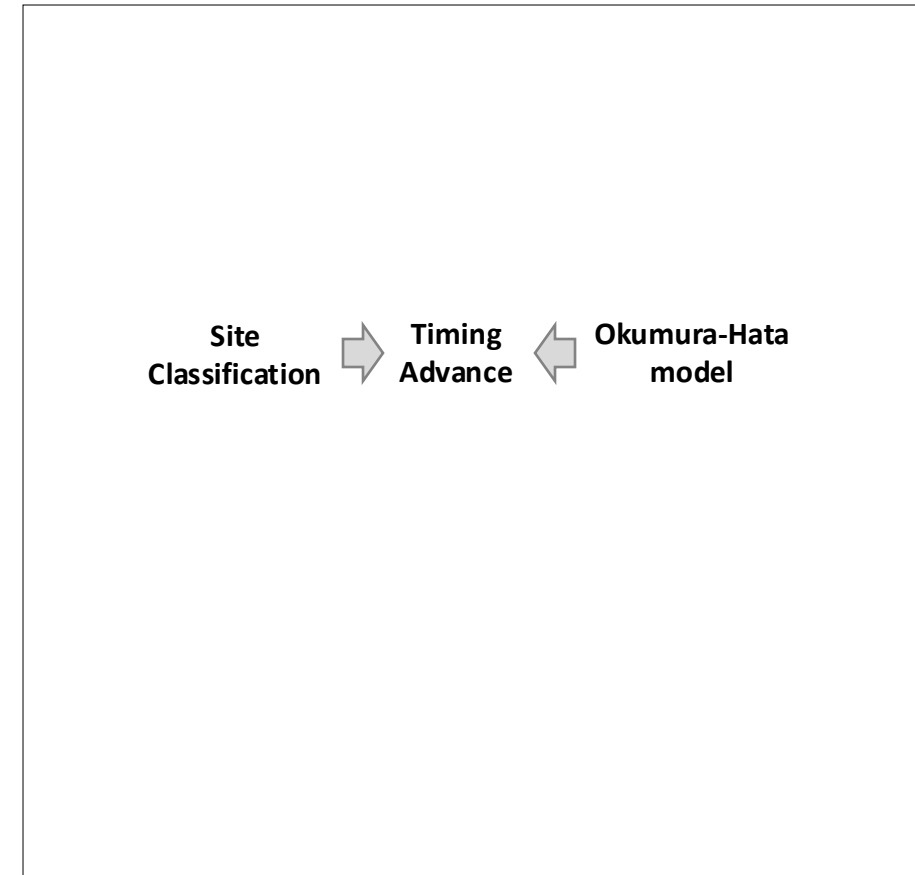 Site
Classification
Timing
Advance
Okumura-Hata
model